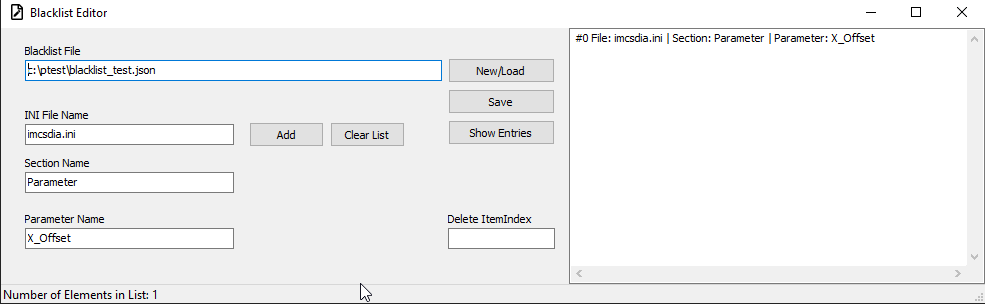 Blacklist Editor
Blacklist File
C:\ptest\blacklist_test.json
New/Load
Save
Show Entries
INI File Name
imcsdia.ini
Add
Clear List
Section Name
Parameter
Parameter Name
X_Offset
Delete ItemIndex
#0 File: imcsdia.ini | Section: Parameter | Parameter: X_Offset
Number of Elements in List: 1